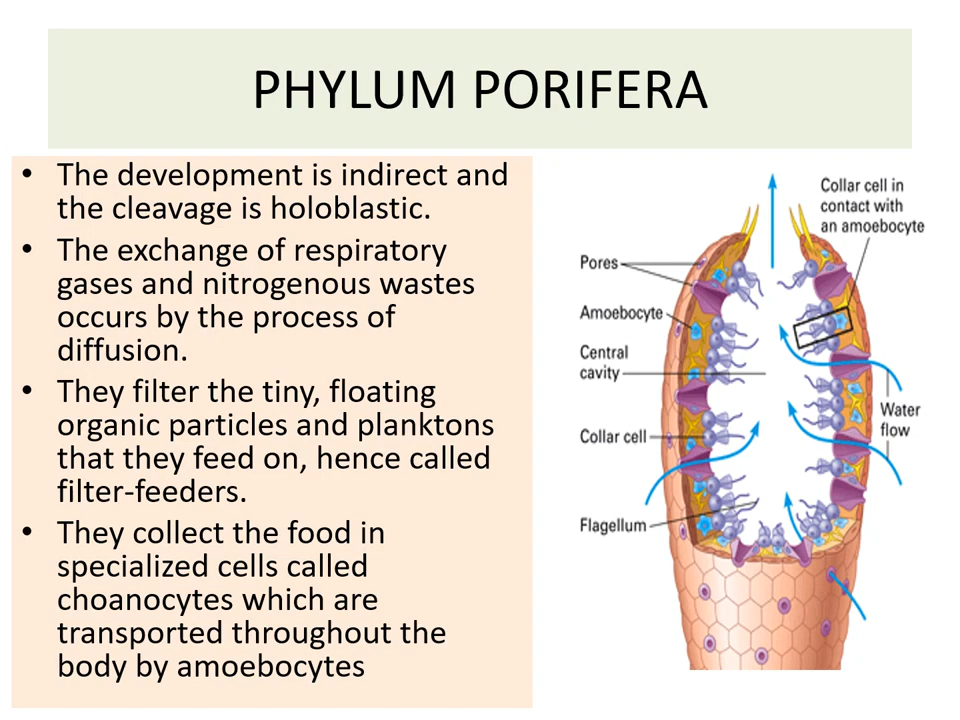 PHYLUM PORIFERA
• The development is indirect and
the cleavage is holoblastic.
• The exchange of respiratory
gases and nitrogenous wastes
occurs by the process of
diffusion.
• They filter the tiny, floating
organic particles and planktons
that they feed on, hence called
filter-feeders.
• They collect the food in
specialized cells called
choanocytes which are
transported throughout the
body by amoebocytes
Collar cell in
contact with
an amoebocyte
Pores
Amoebocyte
Central
cavity
Water
flow
Collar cell
Flagellum